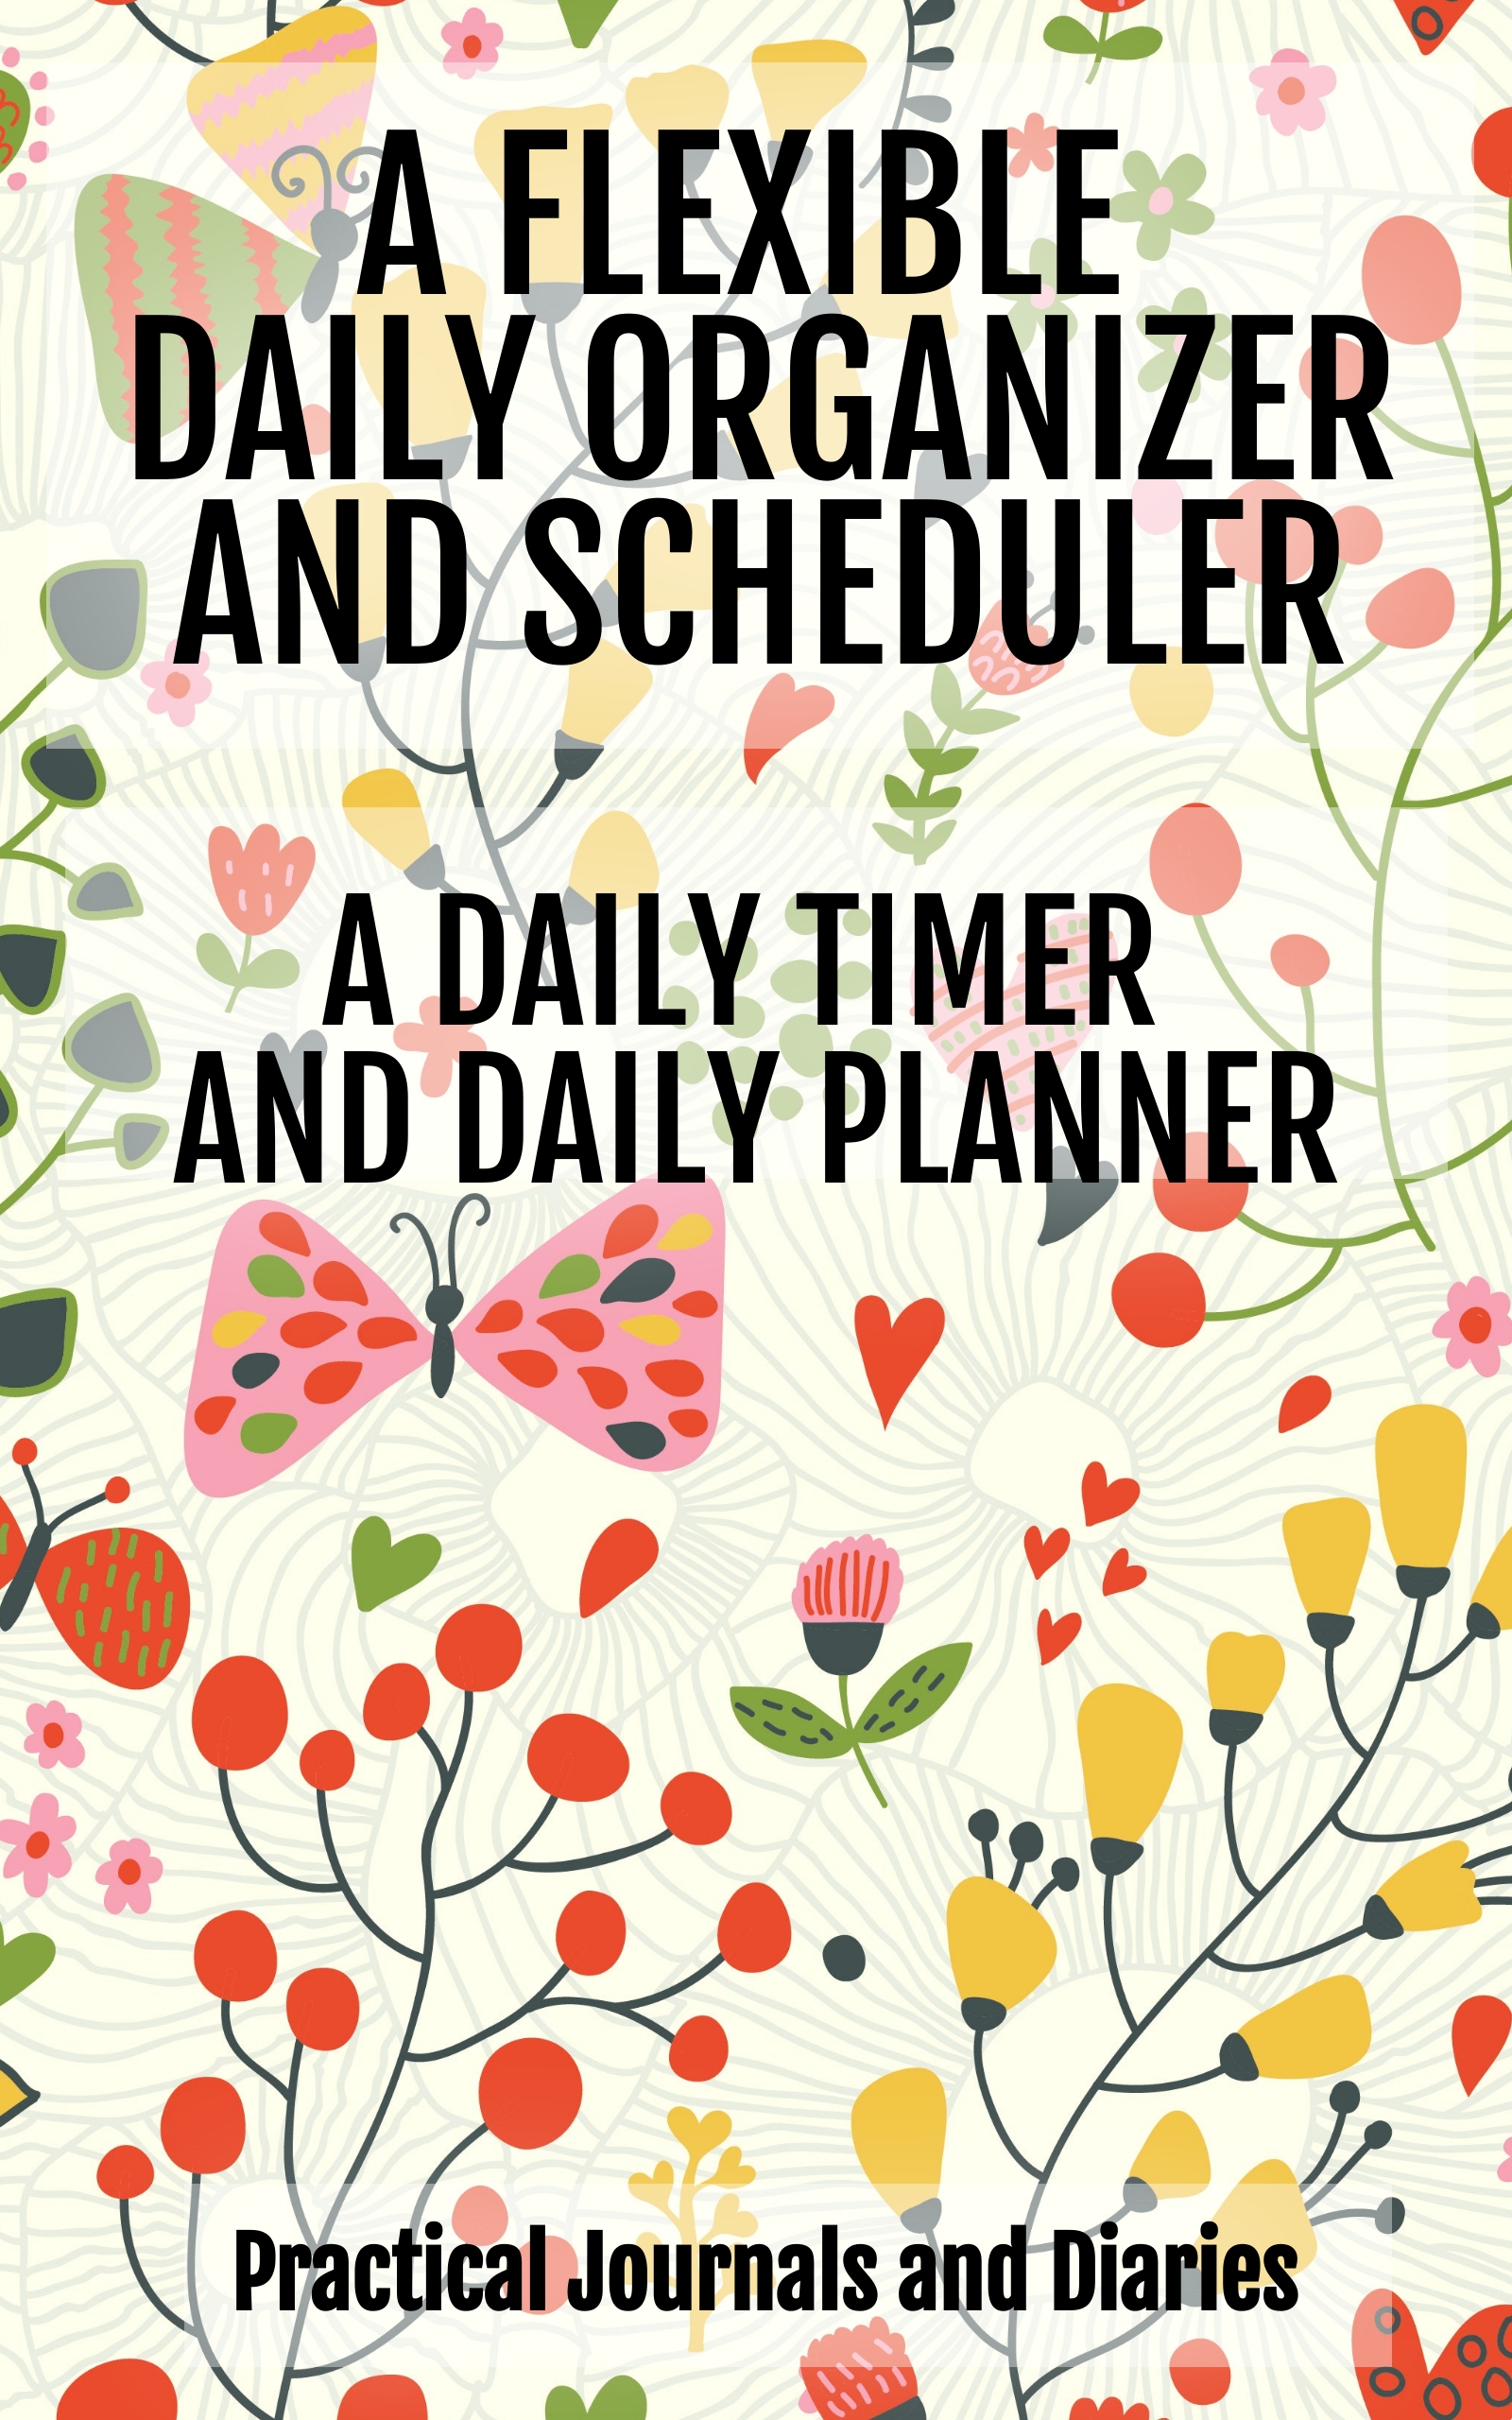 A FLEXIBLE
DAILY ORGANIZER
AND SCHEDULER
A DAILY TIMER
AND DAILY PLANNER
Practical Journals and Diaries